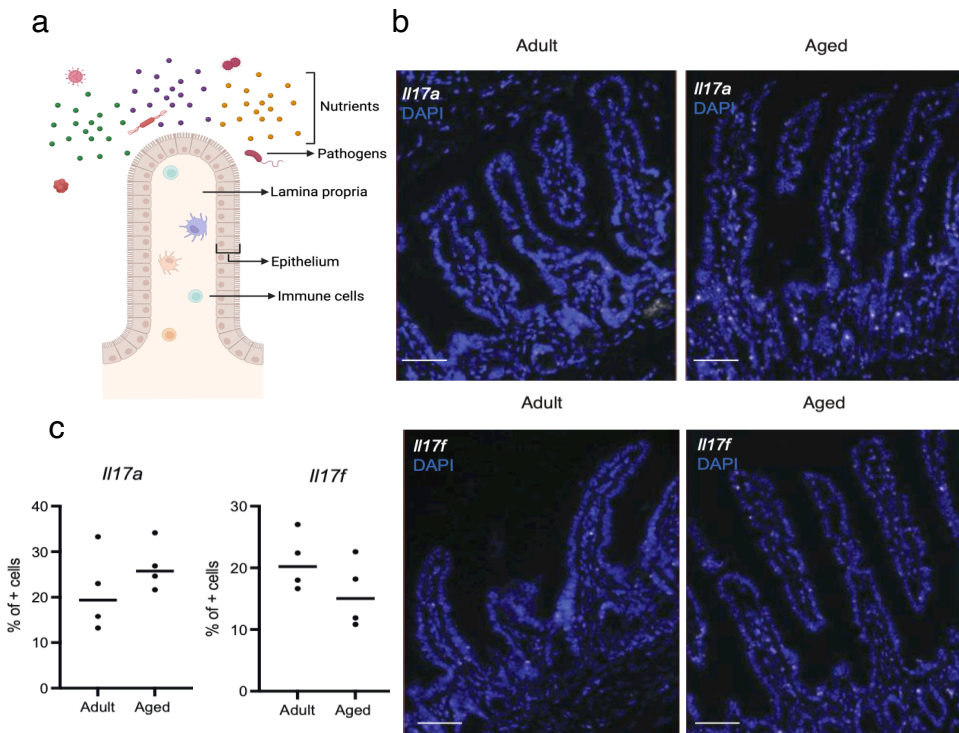 a
Nutrients
Pathogens
Lamina propria
Epithelium
Immune cells
b
Adult
Aged
Il17a
DAPI
Il17a
DAPI
Adult
Aged
Il17f
DAPI
Il17f
DAPI
c
Il17a
% of + cells
40
30
20
10
0
Adult
Aged
Il17f
% of + cells
30
20
10
0
Adult
Aged